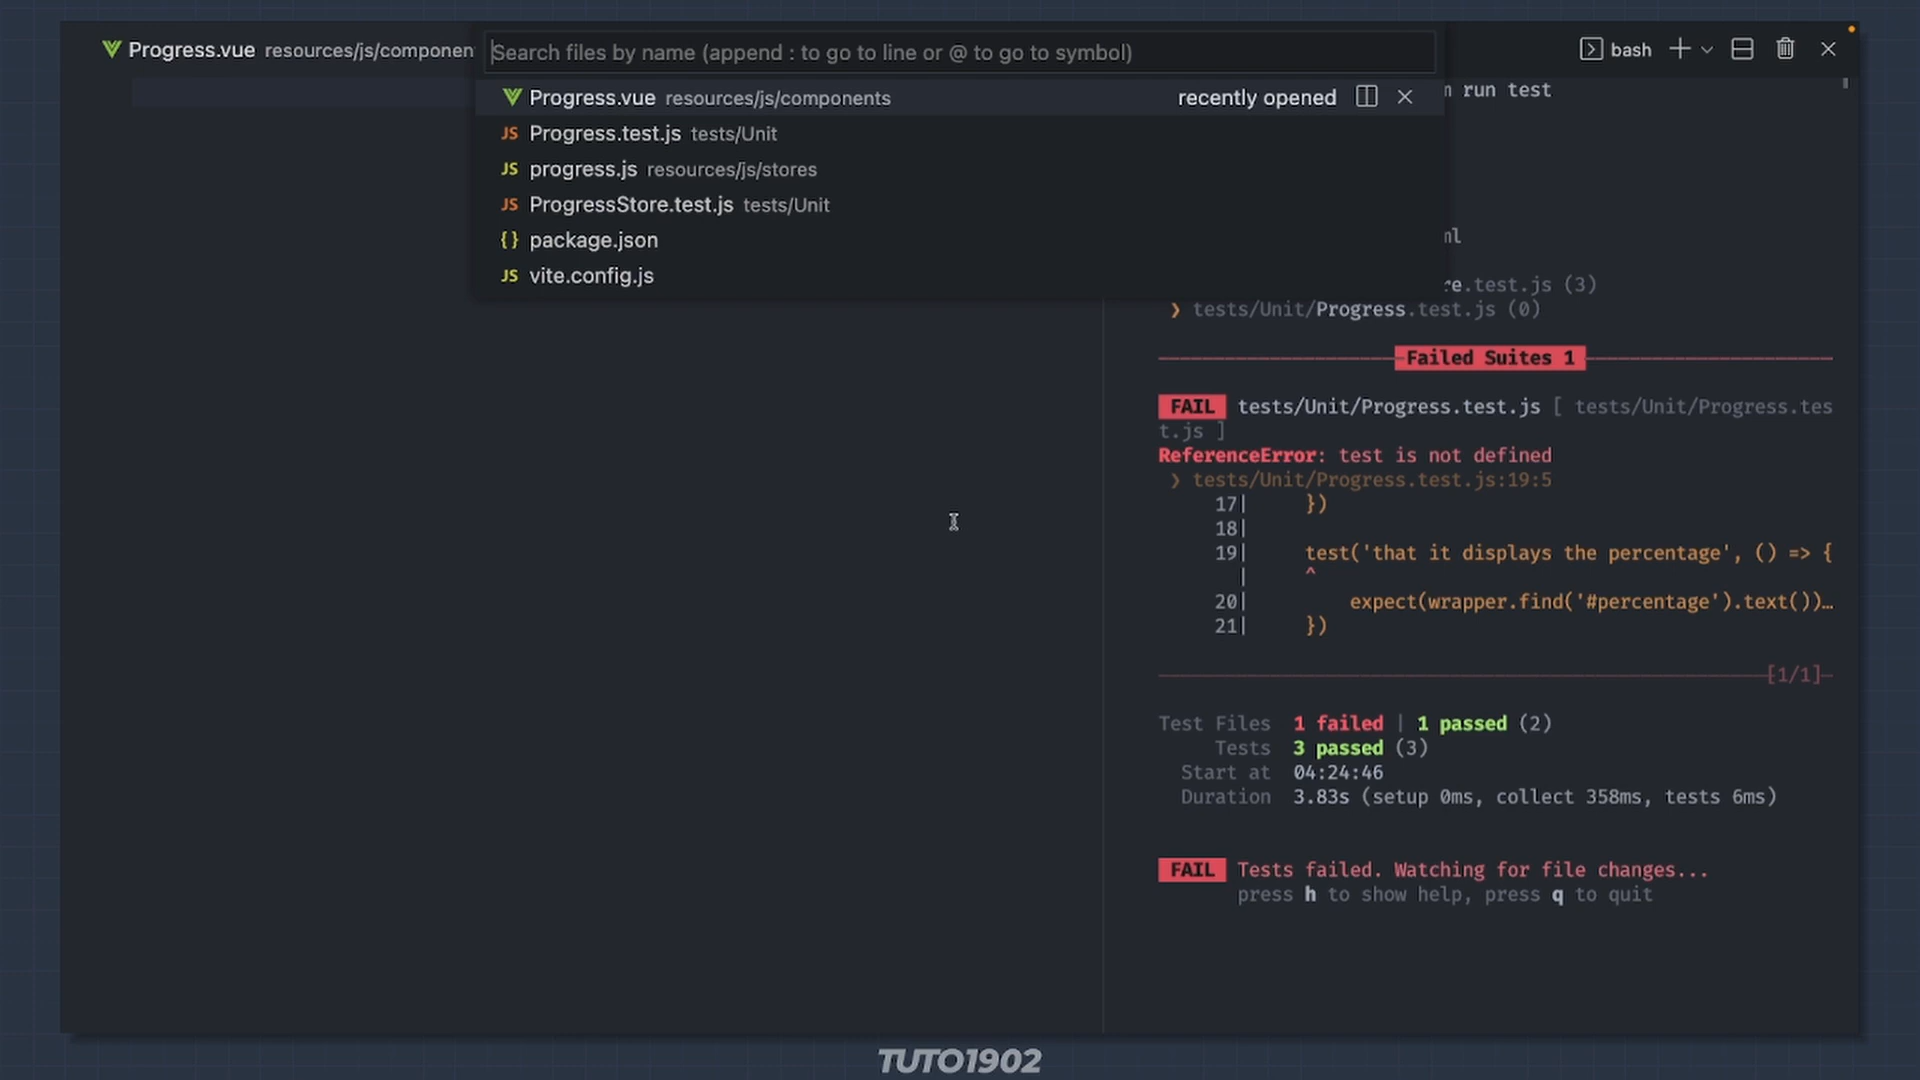 Progress.vue resources/js/componen
Search files by name (append : to go to line or @ to go to symbol)
Progress.vue resources/js/components recently opened
Progress.test.js tests/Unit
progress.js resources/js/stores
ProgressStore.test.js tests/Unit
package.json
vite.config.js
bash
run test
ml
re.test.js (3)
❯ tests/Unit/Progress.test.js (0)
Failed Suites 1
FAIL tests/Unit/Progress.test.js [ tests/Unit/Progress.tes
t.js ]
ReferenceError: test is not defined
❯ tests/Unit/Progress.test.js:19:5
17| })
18|
19| test('that it displays the percentage', () => {
| ^
20| expect(wrapper.find('#percentage').text())…
21| })
[1/1]
Test Files 1 failed | 1 passed (2)
Tests 3 passed (3)
Start at 04:24:46
Duration 3.83s (setup 0ms, collect 358ms, tests 6ms)
FAIL Tests failed. Watching for file changes...
press h to show help, press q to quit
TUTO1902